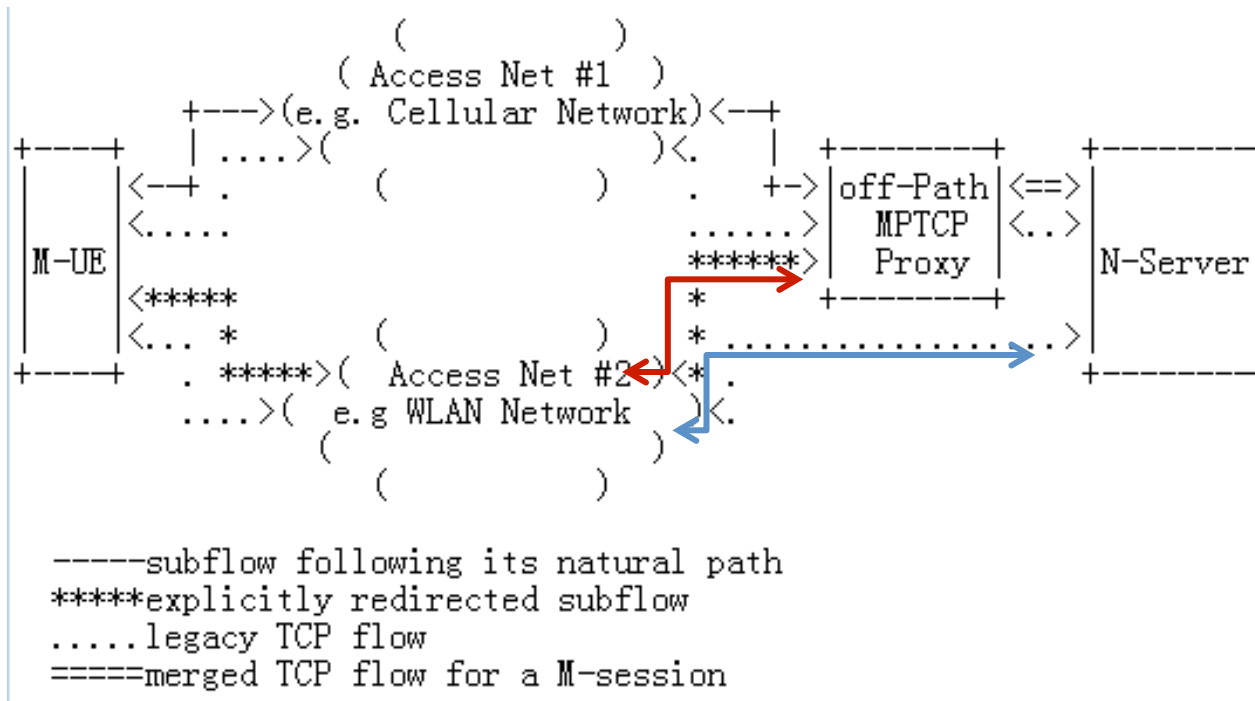 Access Net #1
(e.g. Cellular Network)
off-Path
MPTCP
Proxy
M-UE
N-Server
Access Net #2
e.g WLAN Network
-----subflow following its natural path
*****explicitly redirected subflow
.....legacy TCP flow
=====merged TCP flow for a M-session